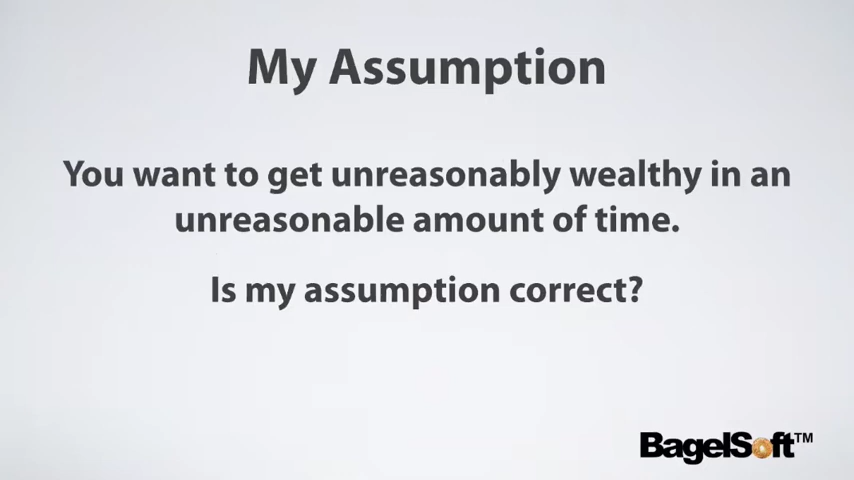 My Assumption
You want to get unreasonably wealthy in an
unreasonable amount of time.
Is my assumption correct?
BagelSoft™